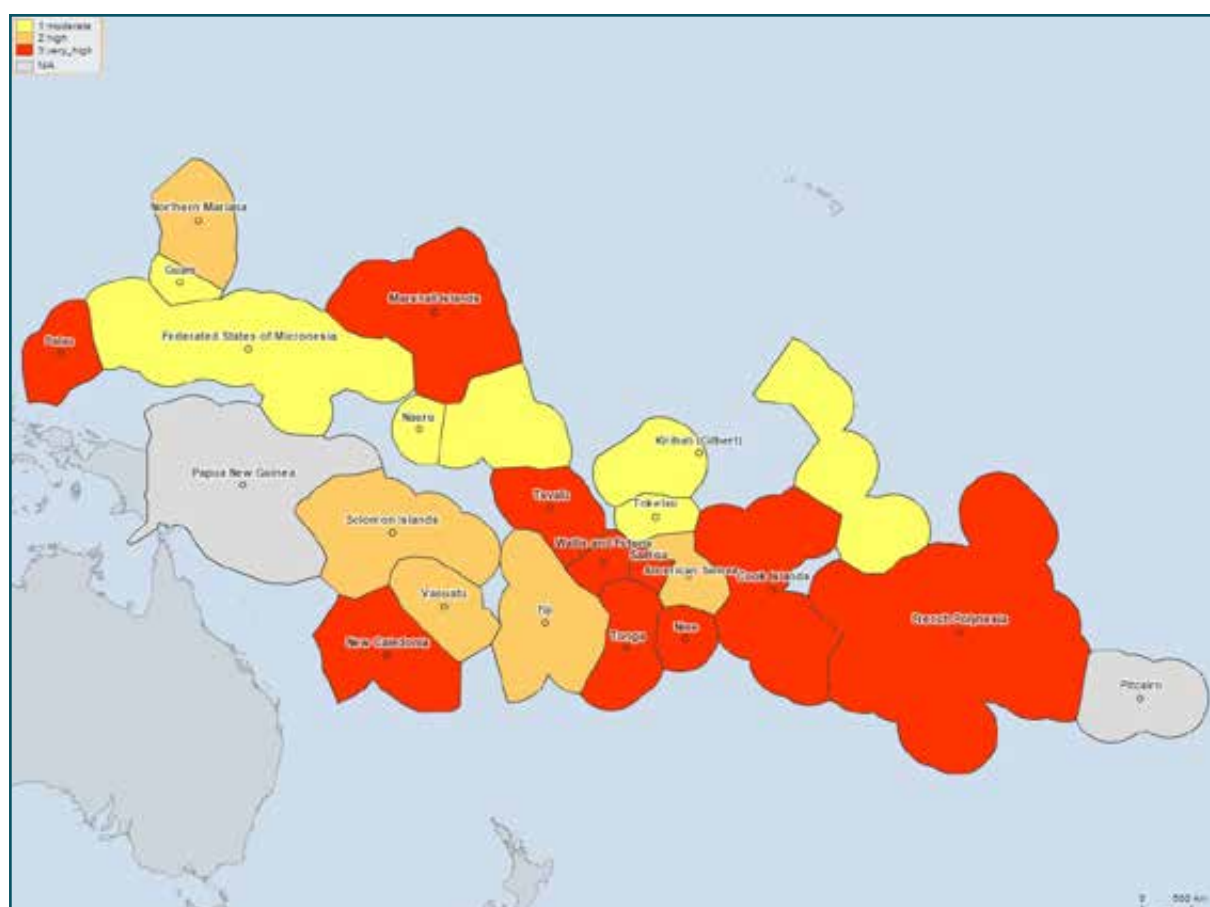 1 moderate
2 high
3 very_high
N/A
Northern Mariana
Guam
Marshall Islands
Palau
Federated States of Micronesia
Nauru
Kiribati (Gilbert)
Papua New Guinea
Tuvalu
Tokelau
Solomon Islands
Wallis and Futuna
Samoa
American Samoa
Cook Islands
Vanuatu
Fiji
French Polynesia
New Caledonia
Tonga
Niue
Pitcairn
0 500 km